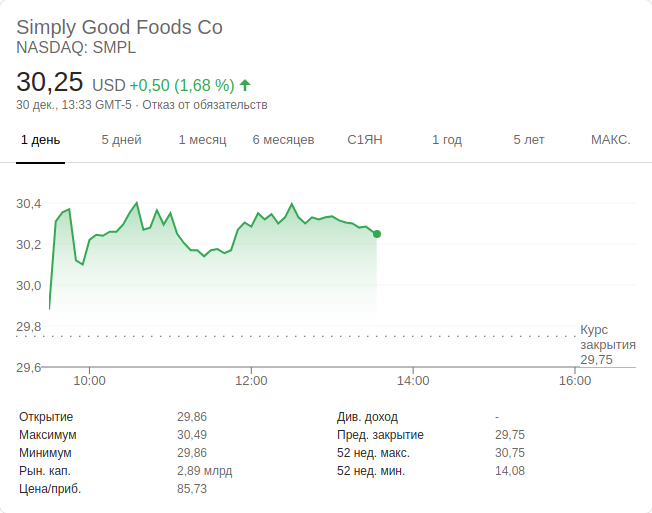 Simply Good Foods Co
NASDAQ: SMPL
30,25 USD +0,50 (1,68 %)
30 дек., 13:33 GMT-5 · Отказ от обязательств
1 день 5 дней 1 месяц 6 месяцев С1ЯН 1 год 5 лет МАКС.
30,4
30,2
30,0
29,8
Курс
закрытия
29,75
29,6
10:00 12:00 14:00 16:00
Открытие 29,86 Див. доход -
Максимум 30,49 Пред. закрытие 29,75
Минимум 29,86 52 нед. макс. 30,75
Рын. кап. 2,89 млрд 52 нед. мин. 14,08
Цена/приб. 85,73